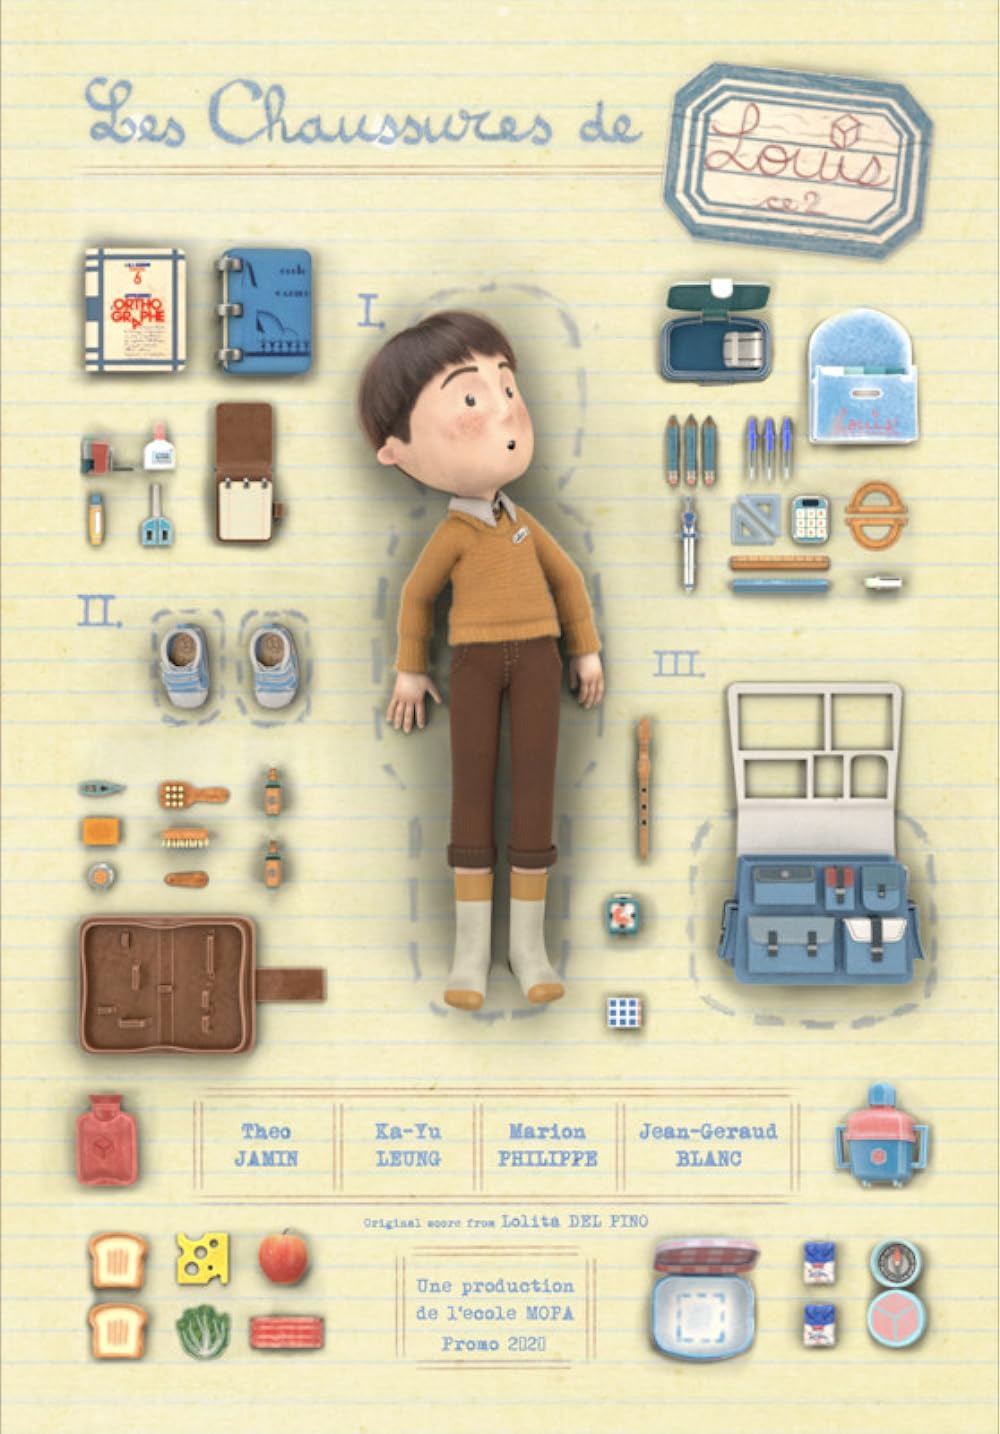 Les Chaussures de
Louis
ce2
6
ORTHO
GRAPHE
I.
Louis
II.
III.
Theo
JAMIN
Ka-Yu
LEUNG
Marion
PHILIPPE
Jean-Geraud
BLANC
Original score from Lolita DEL PINO
Une production
de l'ecole MOPA
Promo 2020